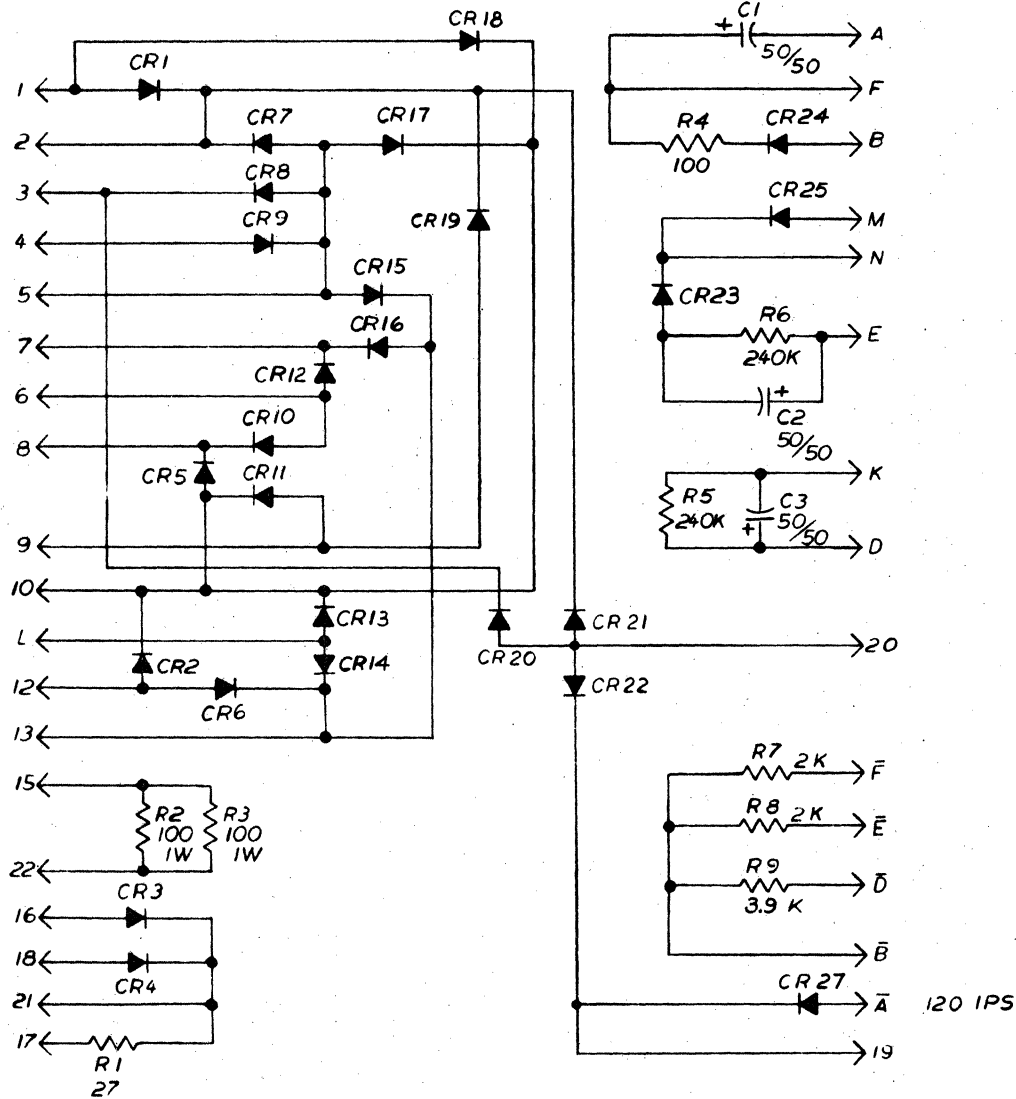 CR18
C1
+
A
50/50
CR1
1
F
CR7
CR17
R4
CR24
2
B
100
CR8
3
CR25
CR9
CR19
M
4
N
CR15
CR23
5
CR16
R6
7
E
240K
CR12
+
6
C2
CR10
50/50
8
CR5
CR11
K
R5
C3
240K
50/50
+
9
D
10
CR13
CR21
L
20
CR2
CR14
CR20
12
CR22
CR6
13
R7
2K
F̄
15
R8
2K
Ē
R2
R3
100
100
1W
1W
22
R9
D̄
3.9 K
CR3
16
B̄
18
CR4
CR27
Ā
120 IPS
21
17
19
R1
27